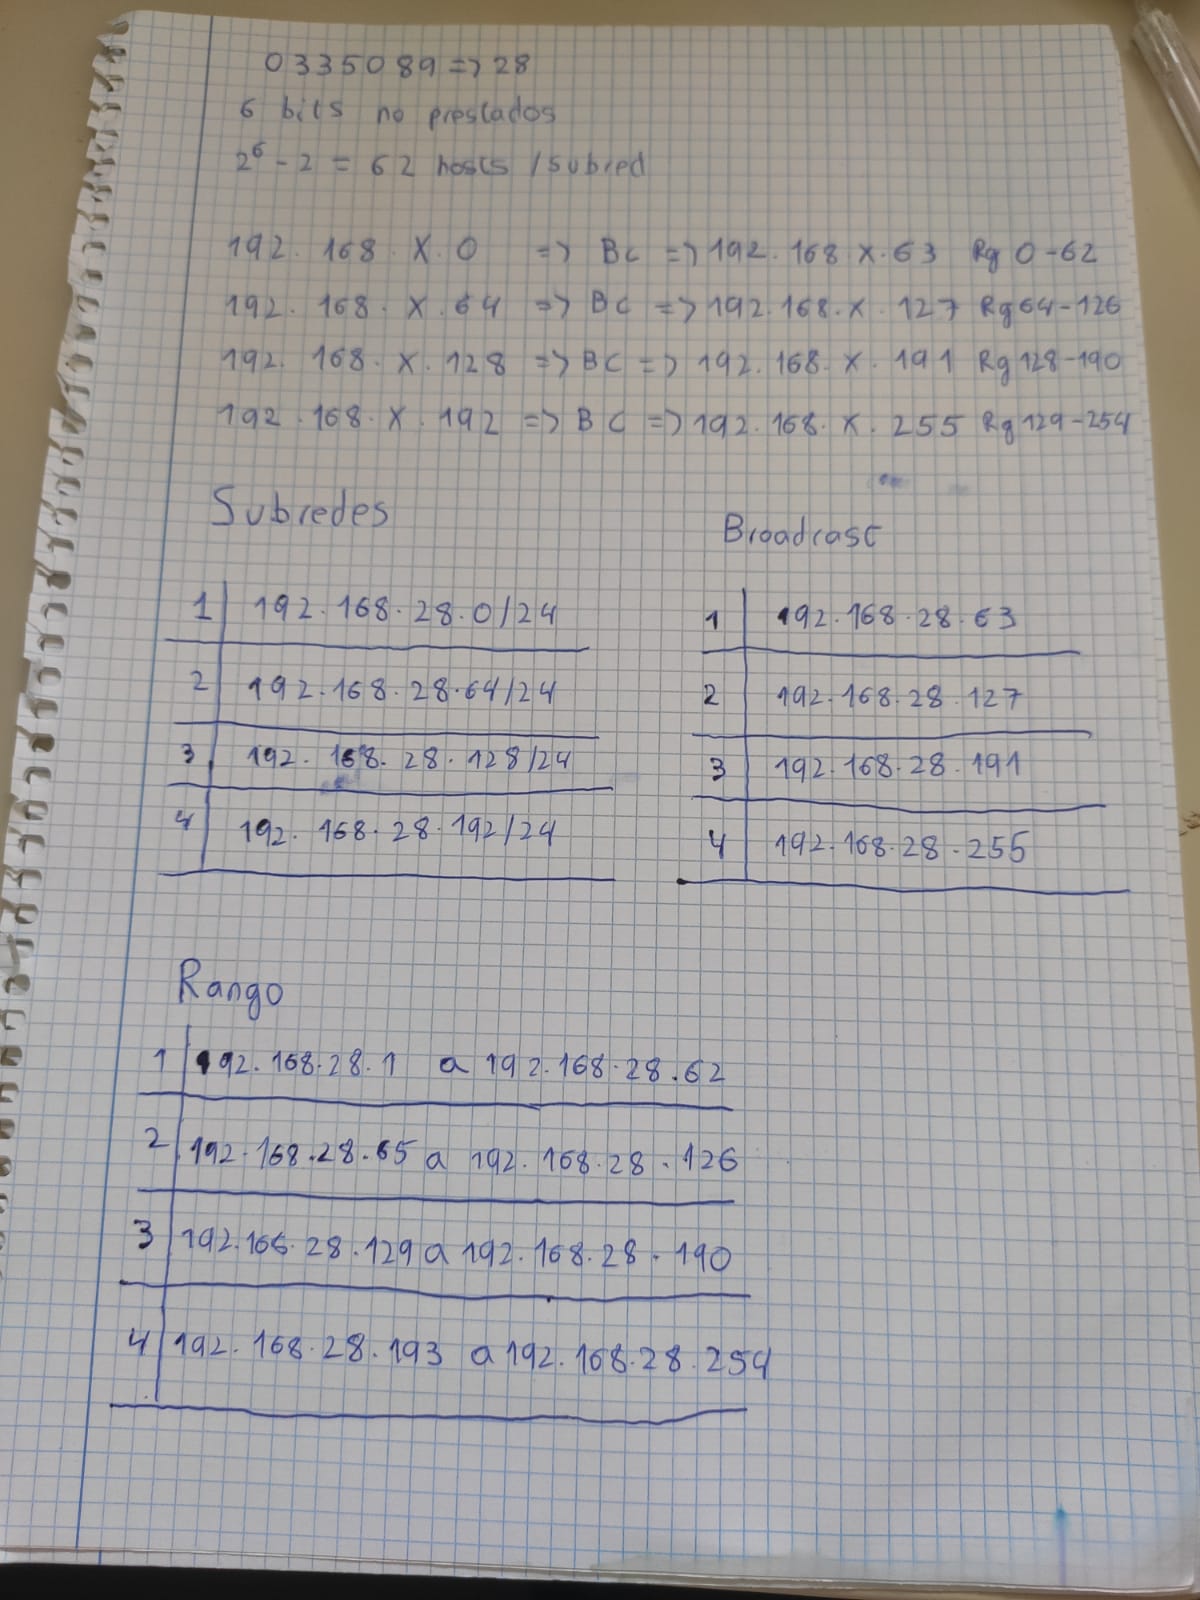 0335089 => 28
6 bits no prestados
2^6 - 2 = 62 hosts / Subred
192. 168. X. 0 => BC => 192. 168 X. 63 Rg 0-62
192. 168. X. 64 => BC => 192. 168. X. 127 Rg 64-126
192. 168. X. 128 => BC => 192. 168. X. 191 Rg 128-190
192. 168. X. 192 => BC => 192. 168. X. 255 Rg 129-254
Subredes
1 192. 168. 28. 0/24
2 192. 168. 28. 64/24
3 192. 168. 28. 128/24
4 192. 168. 28. 192/24
Broadcast
1 192. 168. 28. 63
2 192. 168. 28. 127
3 192. 168. 28. 191
4 192. 168. 28. 255
Rango
1 192. 168. 28. 1 a 192. 168. 28. 62
2 192. 168. 28. 65 a 192. 168. 28. 126
3 192. 166. 28. 129 a 192. 168. 28. 190
4 192. 168. 28. 193 a 192. 168. 28. 254